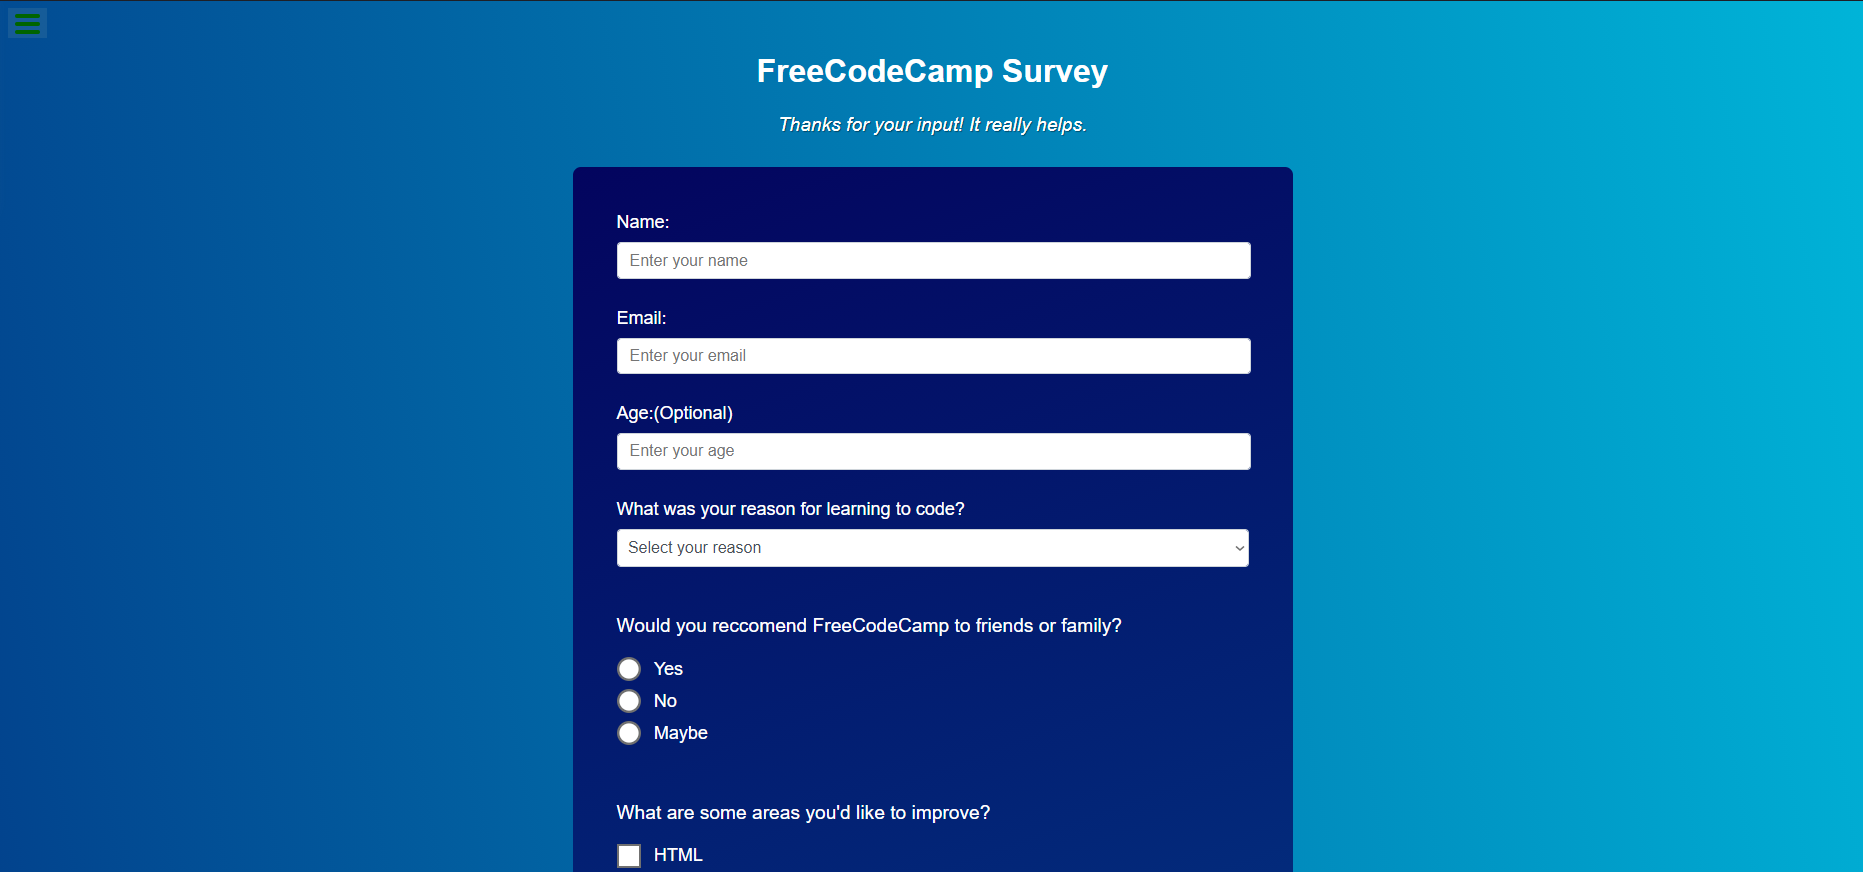 FreeCodeCamp Survey
Thanks for your input! It really helps.
Name:
Enter your name
Email:
Enter your email
Age:(Optional)
Enter your age
What was your reason for learning to code?
Select your reason
Would you reccomend FreeCodeCamp to friends or family?
Yes
No
Maybe
What are some areas you'd like to improve?
HTML